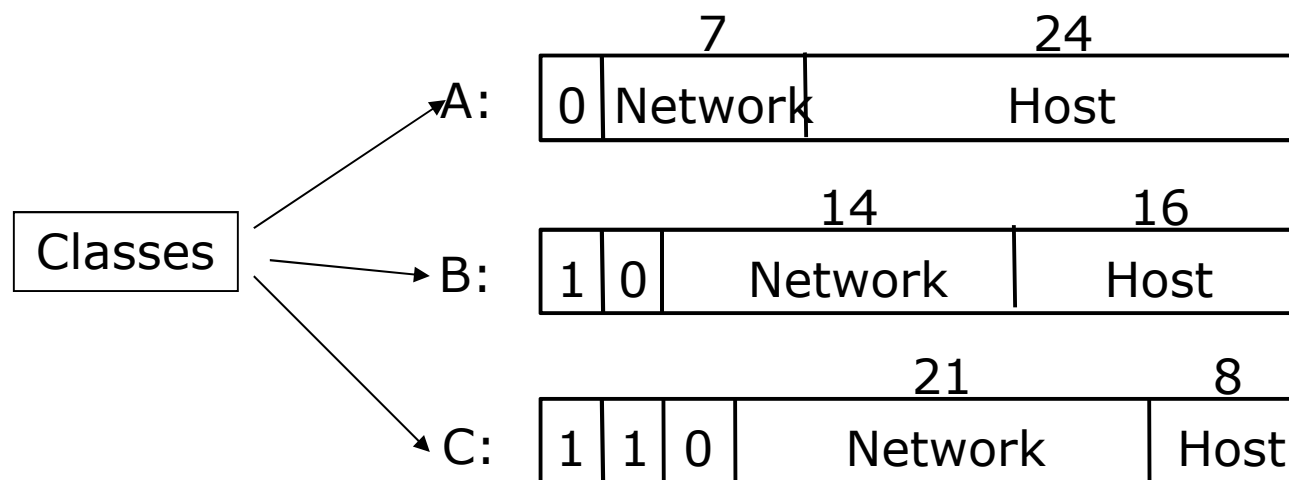 7 24
A: 0 Network Host
14 16
Classes
B: 1 0 Network Host
21 8
C: 1 1 0 Network Host